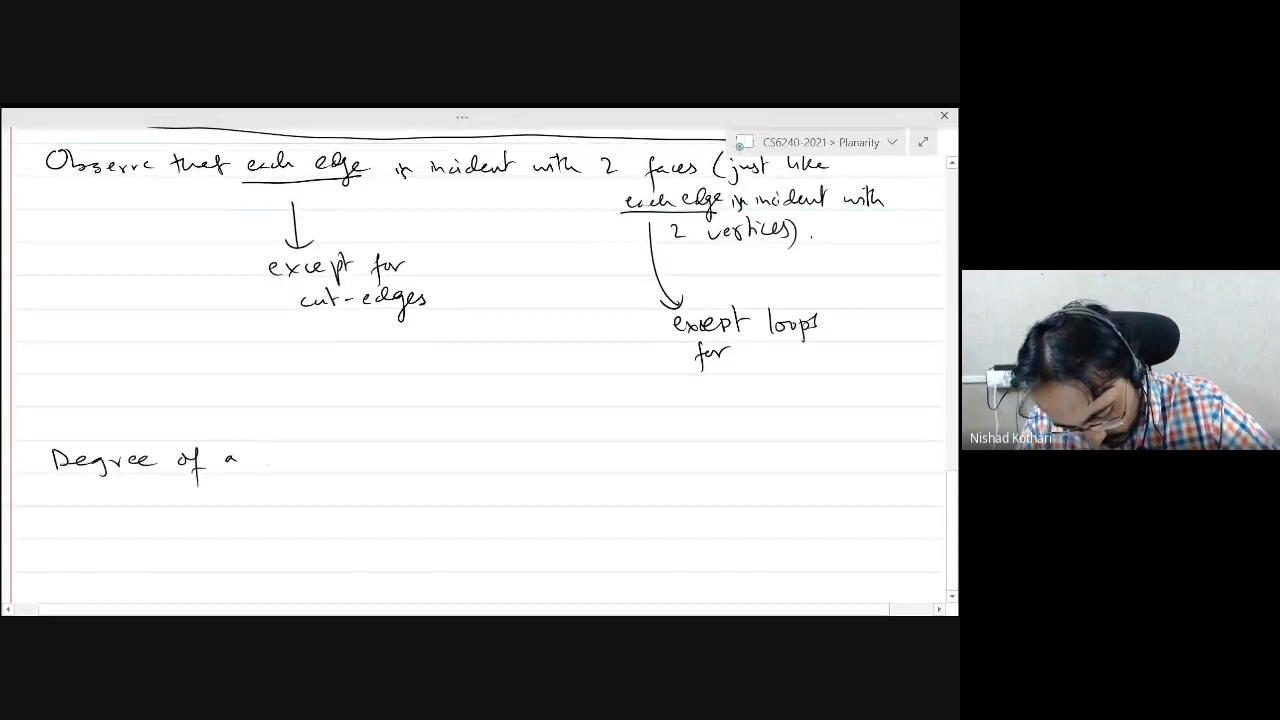 CS6240-2021 > Planarity
Observe that each edge is incident with 2 faces (just like
each edge is incident with
2 vertices).
except for
cut-edges
except loops
for
Degree of a
Nishad Kothari